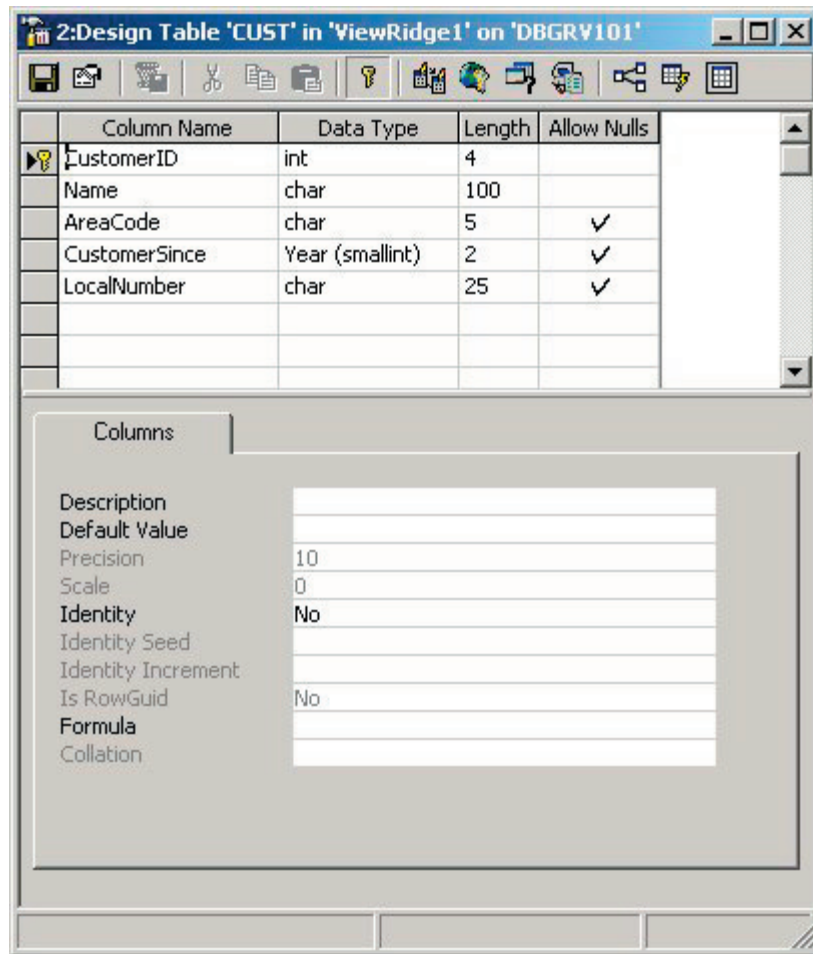 2:Design Table 'CUST' in 'ViewRidge1' on 'DBGRV101'
Column Name Data Type Length Allow Nulls
CustomerID int 4
Name char 100
AreaCode char 5
CustomerSince Year (smallint) 2
LocalNumber char 25
Columns
Description
Default Value
Precision 10
Scale 0
Identity No
Identity Seed
Identity Increment
Is RowGuid No
Formula
Collation